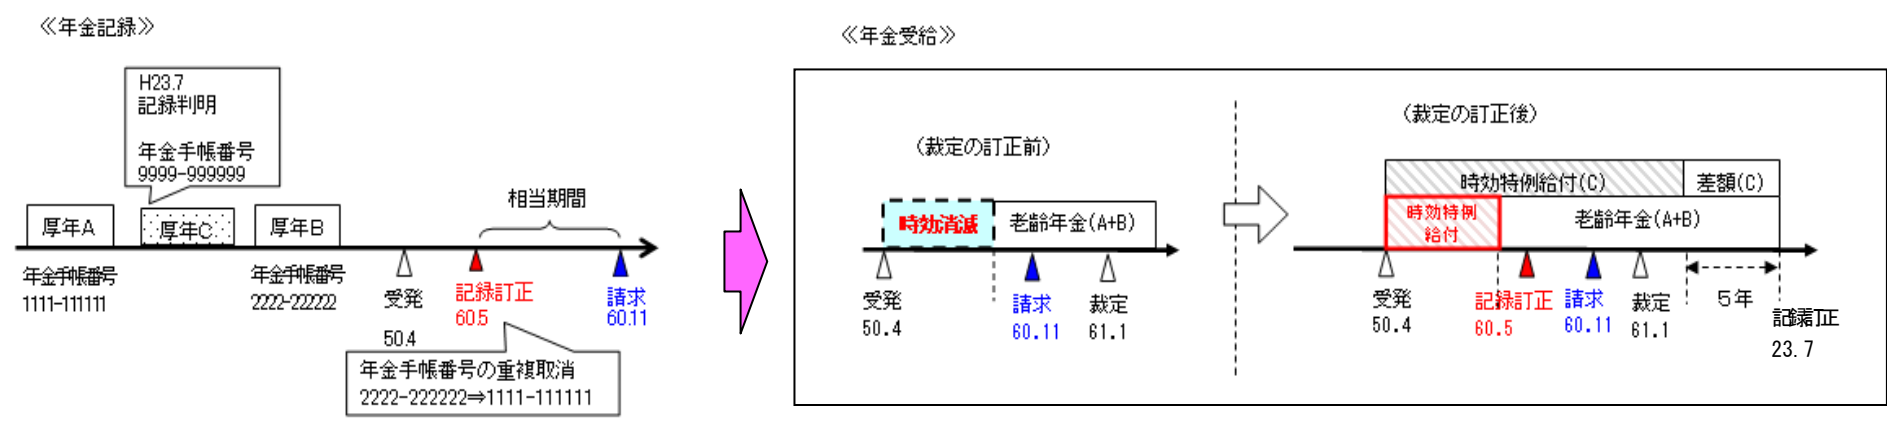 ≪年金記録≫
H23.7
記録判明
年金手帳番号
9999-999999
厚年A
厚年C
厚年B
相当期間
年金手帳番号
1111-111111
年金手帳番号
2222-22222
受発
50.4
記録訂正
60.5
請求
60.11
年金手帳番号の重複取消
2222-222222⇒1111-111111
≪年金受給≫
(裁定の訂正前)
時効消滅
老齢年金(A+B)
受発
50.4
請求
60.11
裁定
61.1
(裁定の訂正後)
時効特例給付(C)
差額(C)
時効特例
給付
老齢年金(A+B)
受発
50.4
記録訂正
60.5
請求
60.11
裁定
61.1
5年
記録訂正
23.7